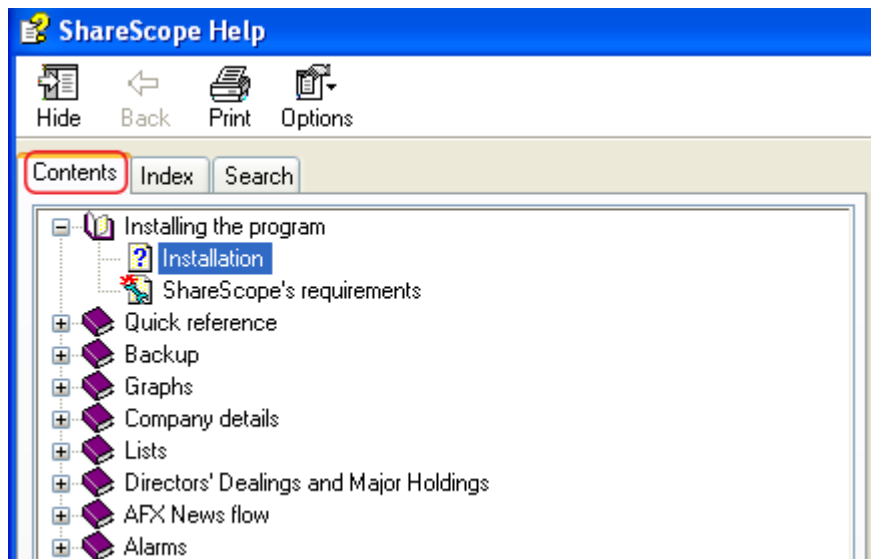 ShareScope Help
Hide Back Print Options
Contents Index Search
Installing the program
Installation
ShareScope's requirements
Quick reference
Backup
Graphs
Company details
Lists
Directors' Dealings and Major Holdings
AFX News flow
Alarms